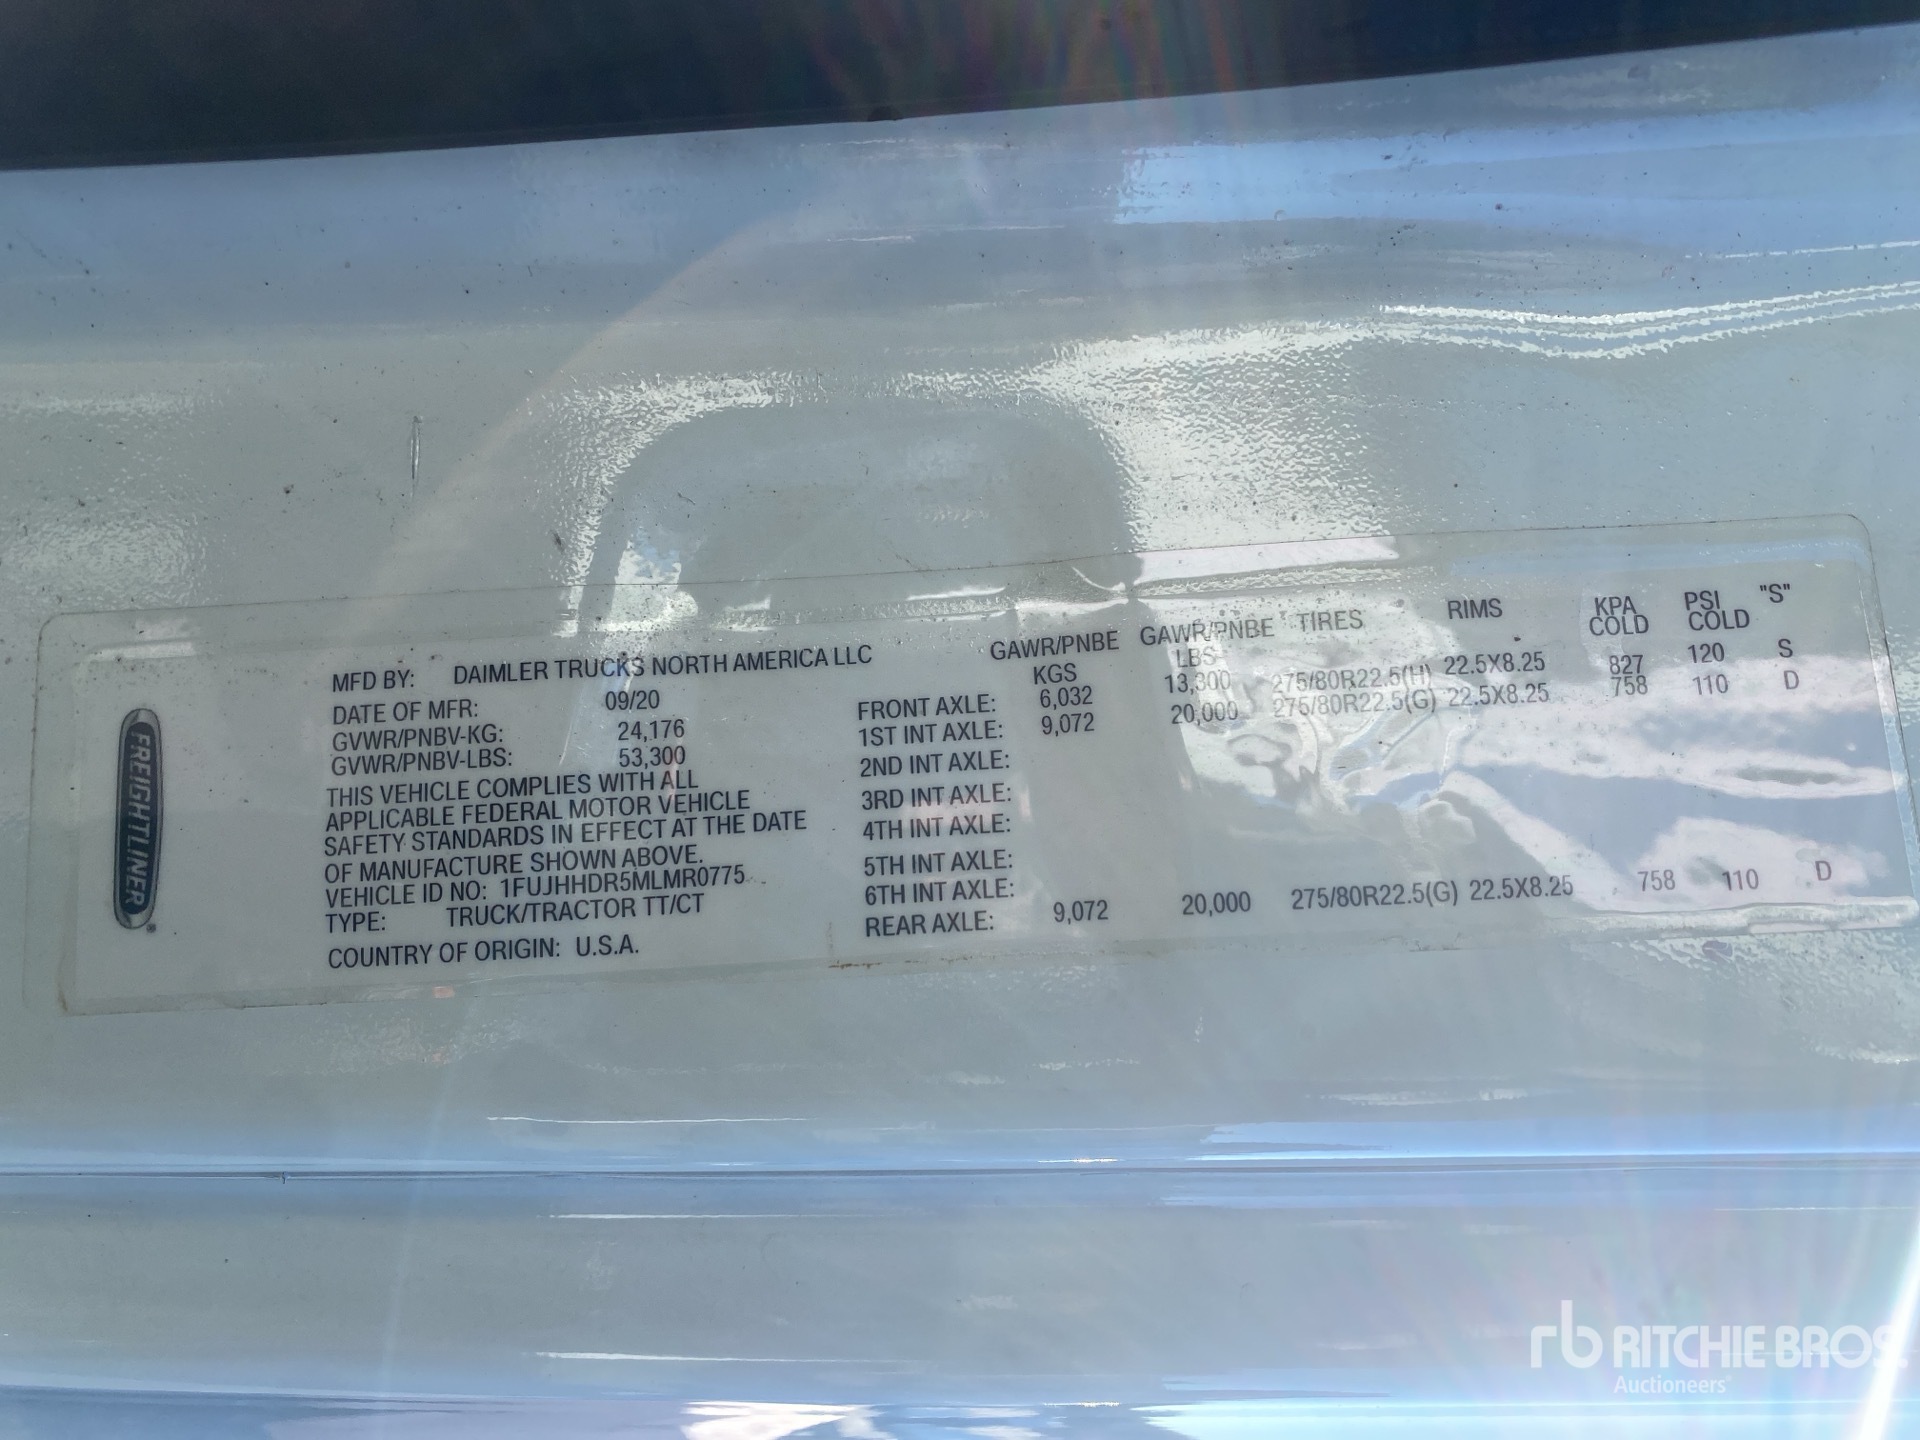 FREIGHTLINER
MFD BY: DAIMLER TRUCKS NORTH AMERICA LLC
DATE OF MFR: 09/20
GVWR/PNBV-KG: 24,176
GVWR/PNBV-LBS: 53,300
THIS VEHICLE COMPLIES WITH ALL
APPLICABLE FEDERAL MOTOR VEHICLE
SAFETY STANDARDS IN EFFECT AT THE DATE
OF MANUFACTURE SHOWN ABOVE.
VEHICLE ID NO: 1FUJHHDR5MLMR0775
TYPE: TRUCK/TRACTOR TT/CT
COUNTRY OF ORIGIN: U.S.A.
GAWR/PNBE GAWR/PNBE TIRES RIMS KPA PSI "S"
KGS LBS COLD COLD
FRONT AXLE: 6,032 13,300 275/80R22.5(H) 22.5X8.25 827 120 S
1ST INT AXLE: 9,072 20,000 275/80R22.5(G) 22.5X8.25 758 110 D
2ND INT AXLE:
3RD INT AXLE:
4TH INT AXLE:
5TH INT AXLE:
6TH INT AXLE:
REAR AXLE: 9,072 20,000 275/80R22.5(G) 22.5X8.25 758 110 D
rb RITCHIE BROS.
Auctioneers